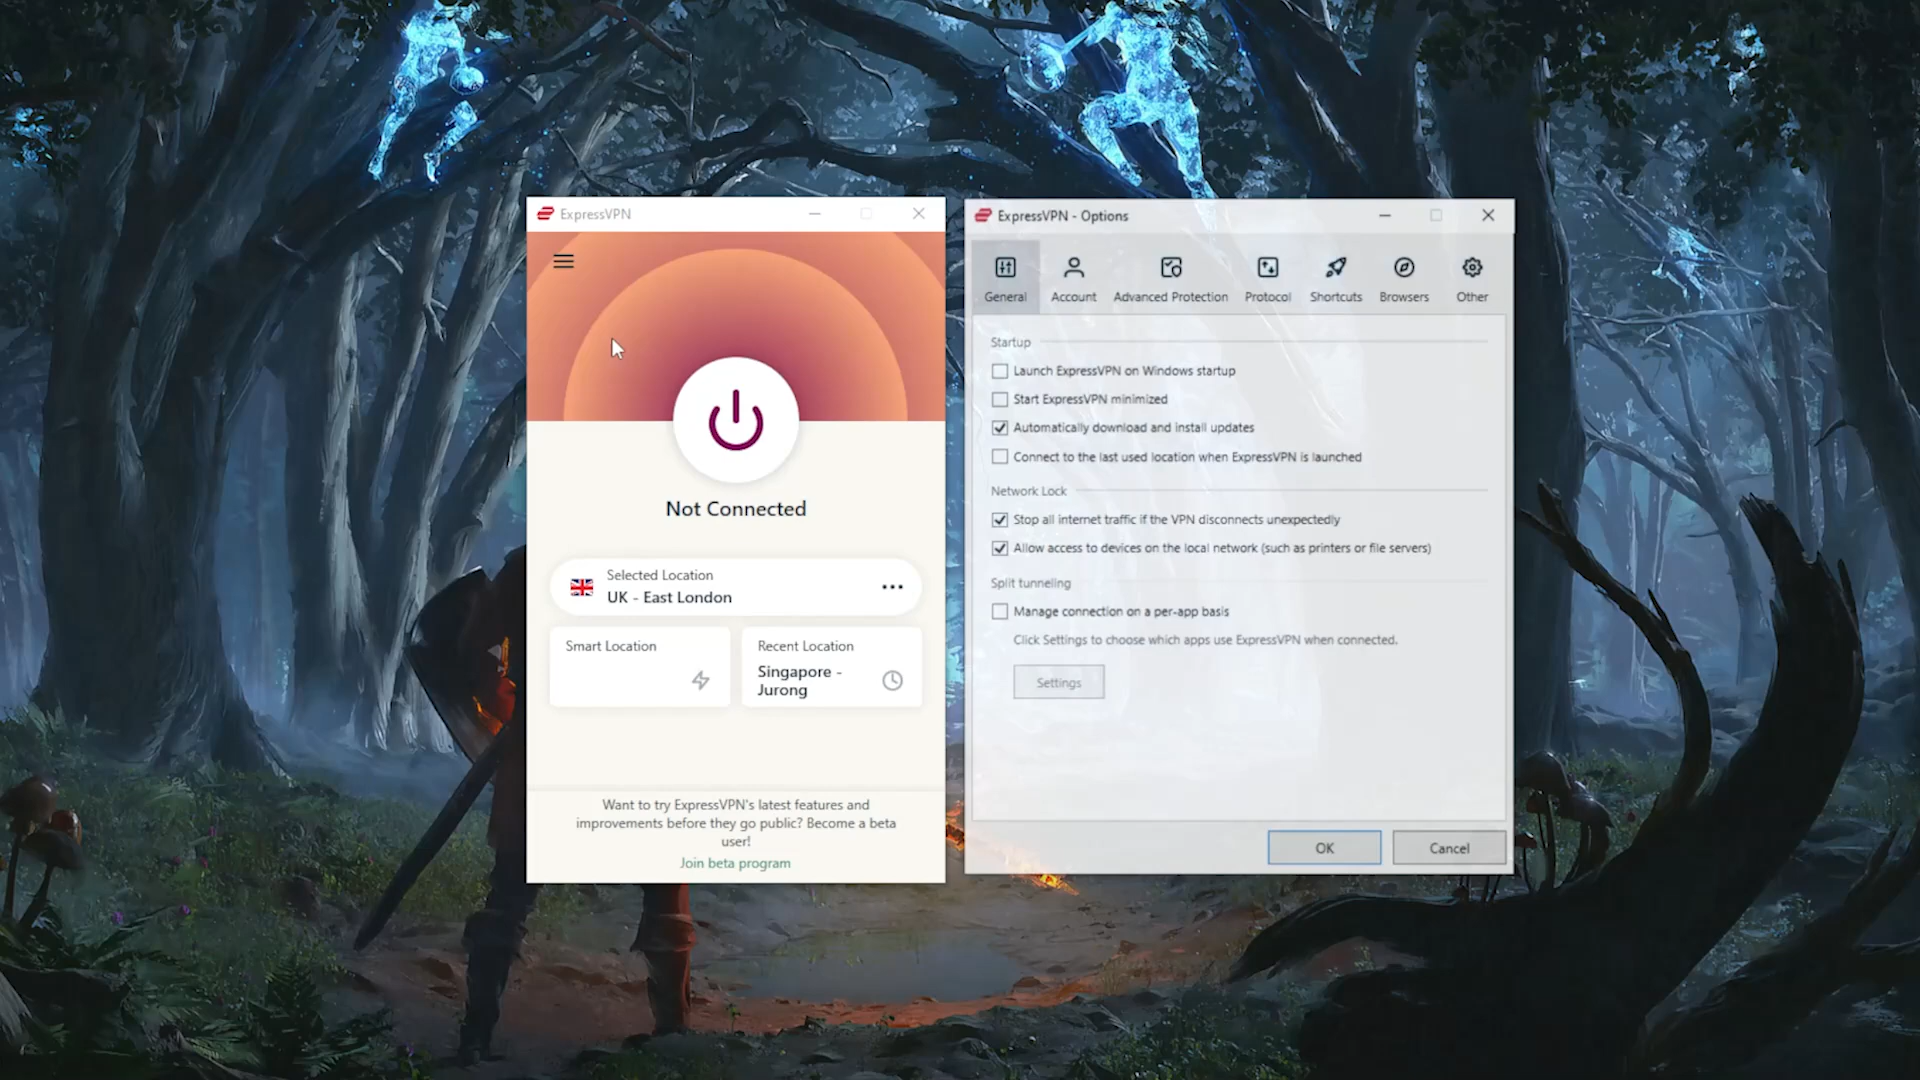 ExpressVPN
Not Connected
Selected Location
UK - East London
Smart Location
Recent Location
Singapore -
Jurong
Want to try ExpressVPN's latest features and
improvements before they go public? Become a beta
user!
Join beta program
ExpressVPN - Options
General
Account
Advanced Protection
Protocol
Shortcuts
Browsers
Other
Startup
Launch ExpressVPN on Windows startup
Start ExpressVPN minimized
Automatically download and install updates
Connect to the last used location when ExpressVPN is launched
Network Lock
Stop all internet traffic if the VPN disconnects unexpectedly
Allow access to devices on the local network (such as printers or file servers)
Split tunneling
Manage connection on a per-app basis
Click Settings to choose which apps use ExpressVPN when connected.
Settings
OK
Cancel